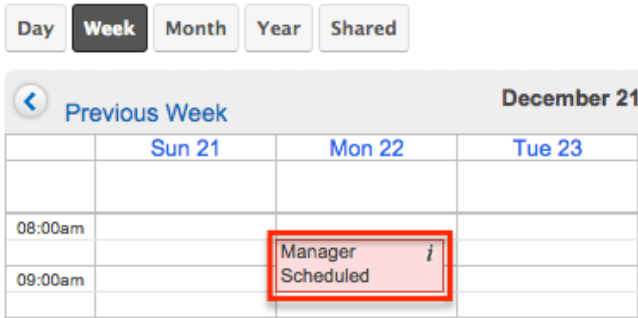 Day Week Month Year Shared
Previous Week December 21
Sun 21 Mon 22 Tue 23
08:00am
Manager i
09:00am Scheduled